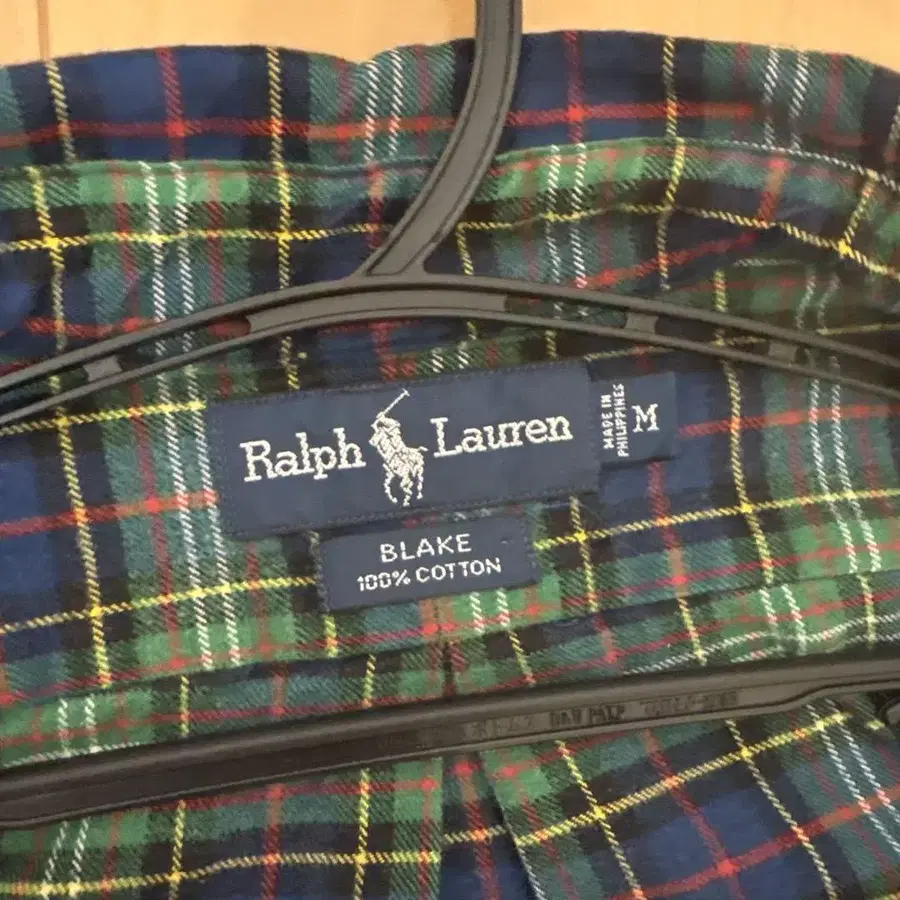 Ralph Lauren
MADE IN
PHILIPPINES
M
BLAKE
100% COTTON